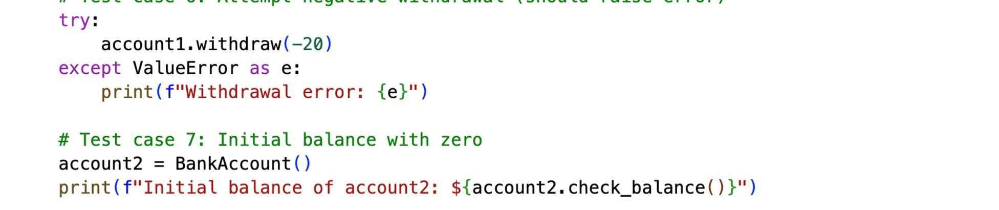 # Test case 6: Attempt negative withdrawal (should raise error)
try:
    account1.withdraw(-20)
except ValueError as e:
    print(f"Withdrawal error: {e}")

# Test case 7: Initial balance with zero
account2 = BankAccount()
print(f"Initial balance of account2: ${account2.check_balance()}")